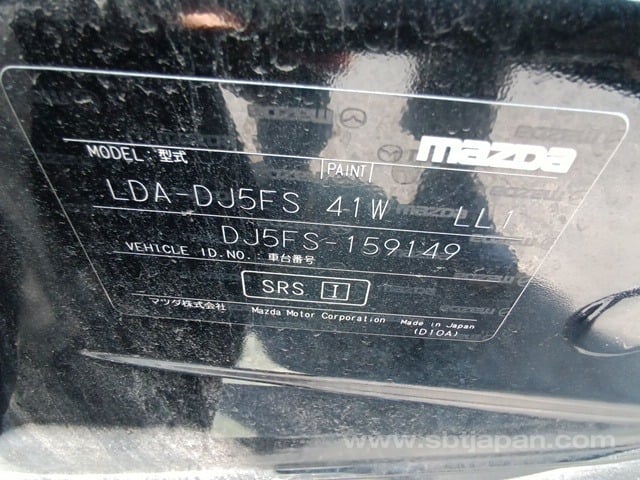 mazda
MODEL・型式 PAINT
LDA-DJ5FS 41W LL1
DJ5FS-159149
VEHICLE ID.NO. 車台番号
SRS I
マツダ株式会社 Mazda Motor Corporation Made in Japan
(D10A)
www.sbtjapan.com